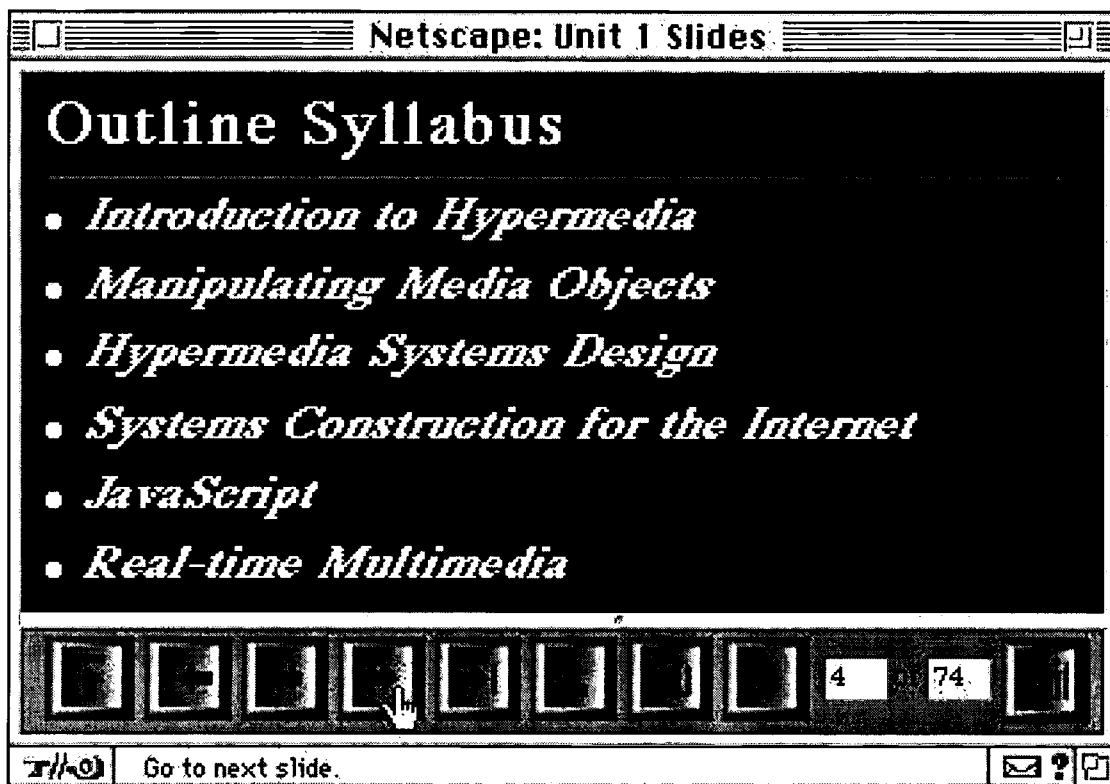 Netscape: Unit 1 Slides
Outline Syllabus
• Introduction to Hypermedia
• Manipulating Media Objects
• Hypermedia Systems Design
• Systems Construction for the Internet
• JavaScript
• Real-time Multimedia
4 of 74
Go to next slide.
?